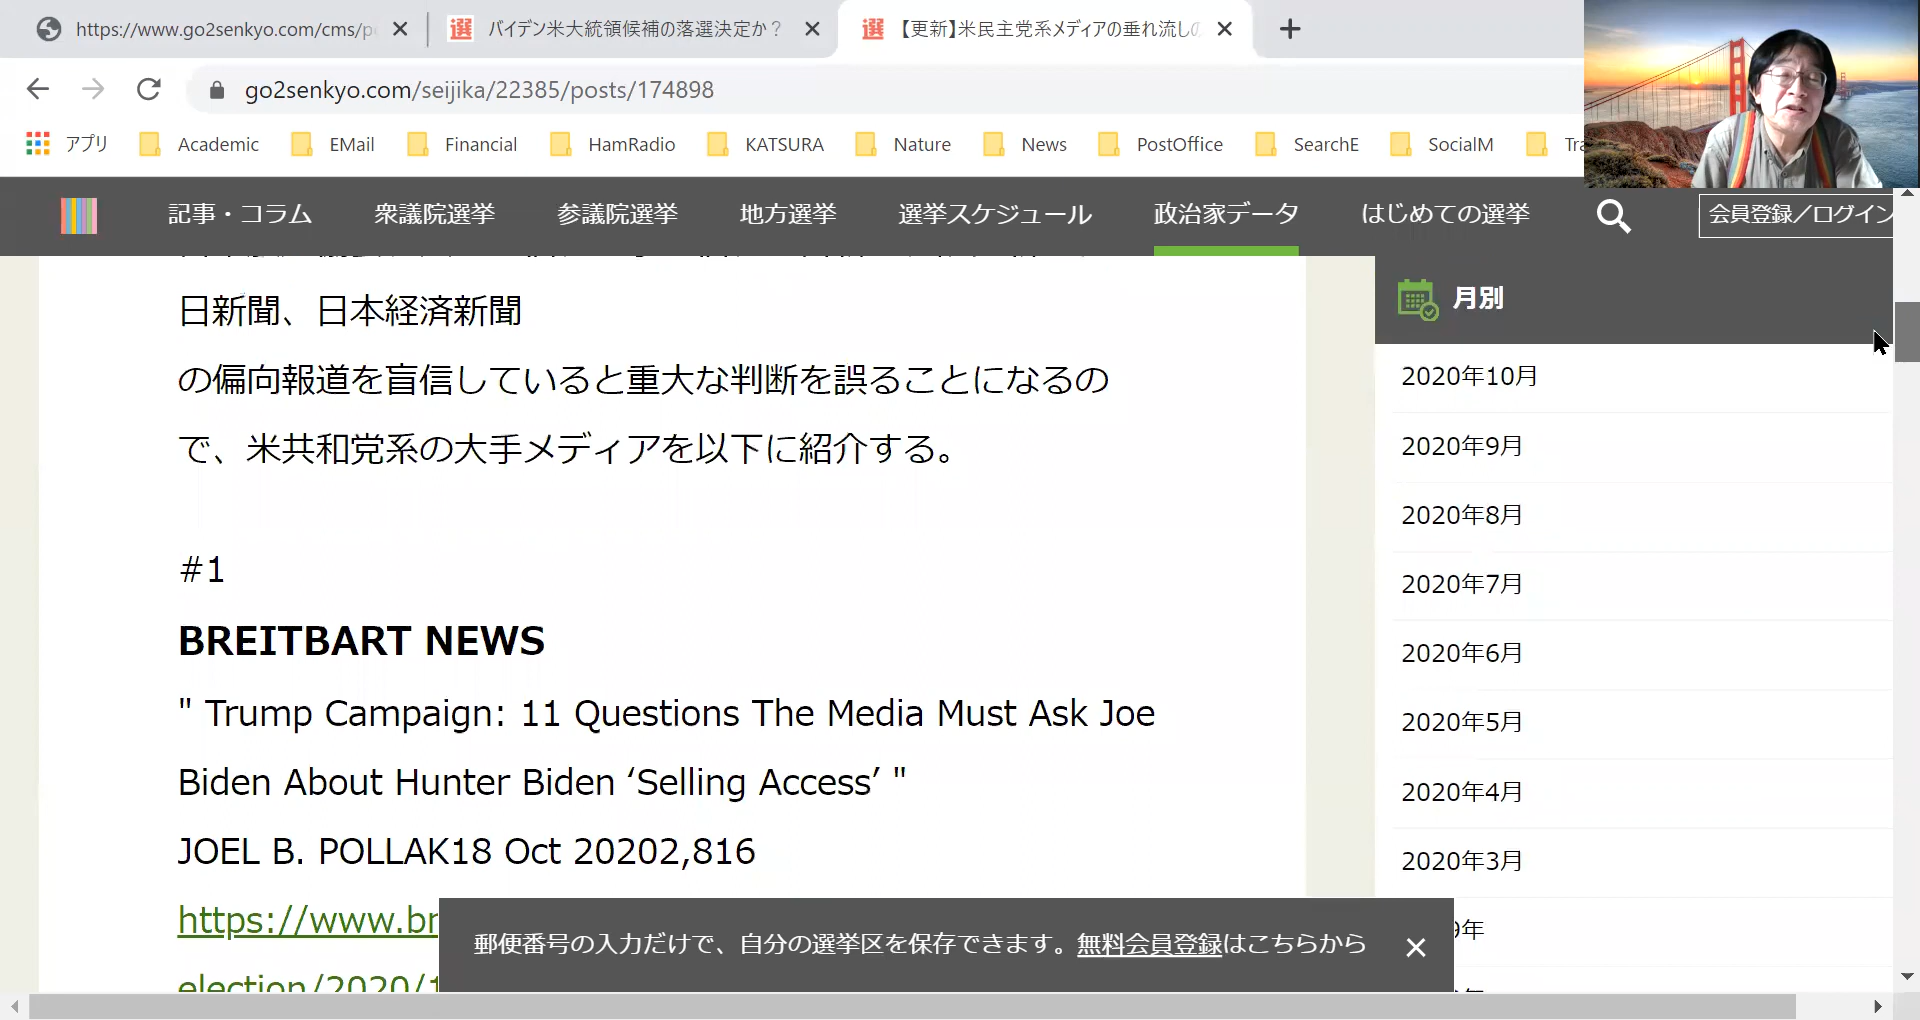 https://www.go2senkyo.com/cms/p
バイデン米大統領候補の落選決定か？
【更新】米民主党系メディアの垂れ流しの
go2senkyo.com/seijika/22385/posts/174898
アプリ Academic EMail Financial HamRadio KATSURA Nature News PostOffice SearchE SocialM Tra
記事・コラム 衆議院選挙 参議院選挙 地方選挙 選挙スケジュール 政治家データ はじめての選挙 会員登録／ログイン
日新聞、日本経済新聞
の偏向報道を盲信していると重大な判断を誤ることになるの
で、米共和党系の大手メディアを以下に紹介する。
#1
BREITBART NEWS
" Trump Campaign: 11 Questions The Media Must Ask Joe
Biden About Hunter Biden ‘Selling Access’ "
JOEL B. POLLAK18 Oct 20202,816
https://www.br
election/2020/1
月別
2020年10月
2020年9月
2020年8月
2020年7月
2020年6月
2020年5月
2020年4月
2020年3月
9年
郵便番号の入力だけで、自分の選挙区を保存できます。無料会員登録はこちらから